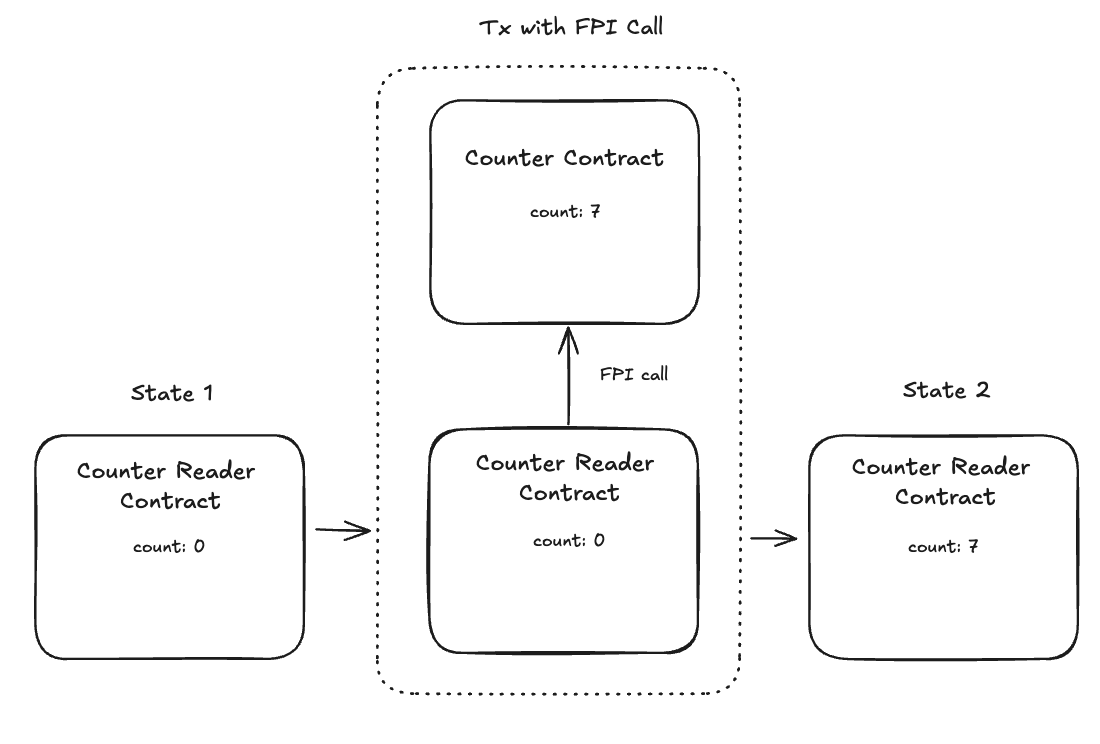 Tx with FPI Call
Counter Contract
count: 7
FPI call
State 1
Counter Reader
Contract
count: 0
Counter Reader
Contract
count: 0
State 2
Counter Reader
Contract
count: 7